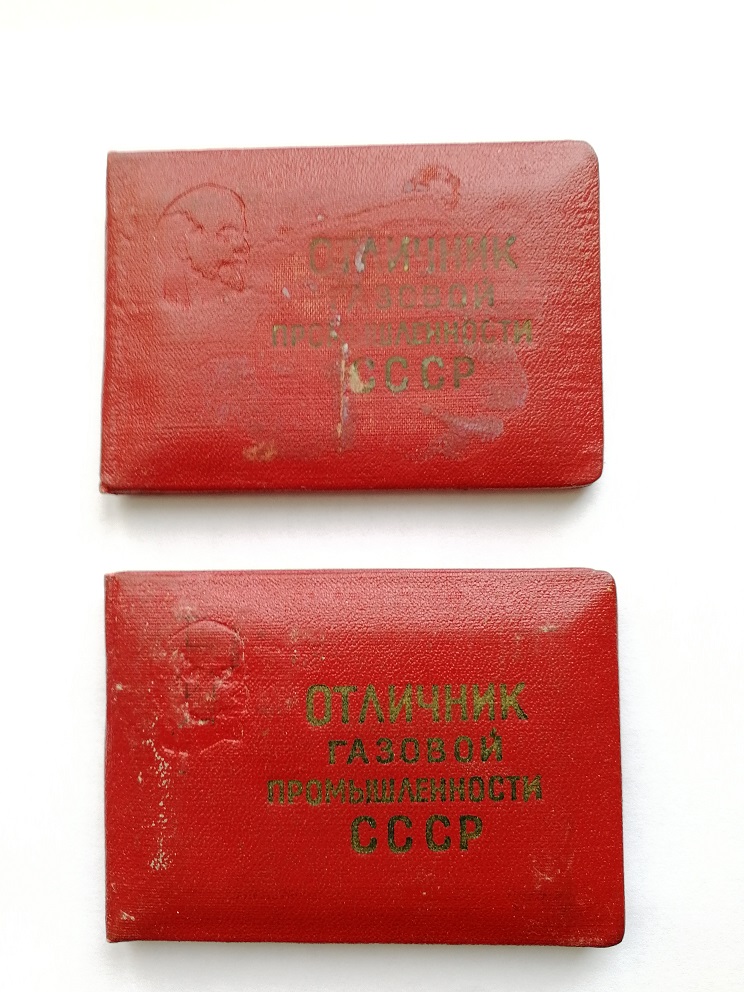 ОТЛИЧНИК
ГАЗОВОЙ
ПРОМЫШЛЕННОСТИ
СССР
ОТЛИЧНИК
ГАЗОВОЙ
ПРОМЫШЛЕННОСТИ
СССР